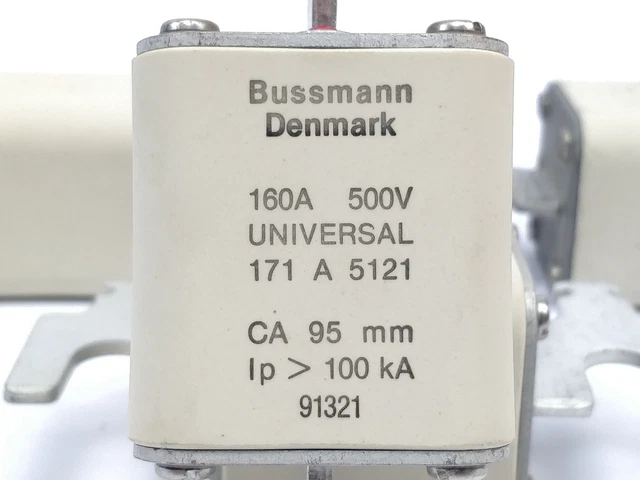 Bussmann
Denmark
160A 500V
UNIVERSAL
171 A 5121
CA 95 mm
Ip > 100 kA
91321